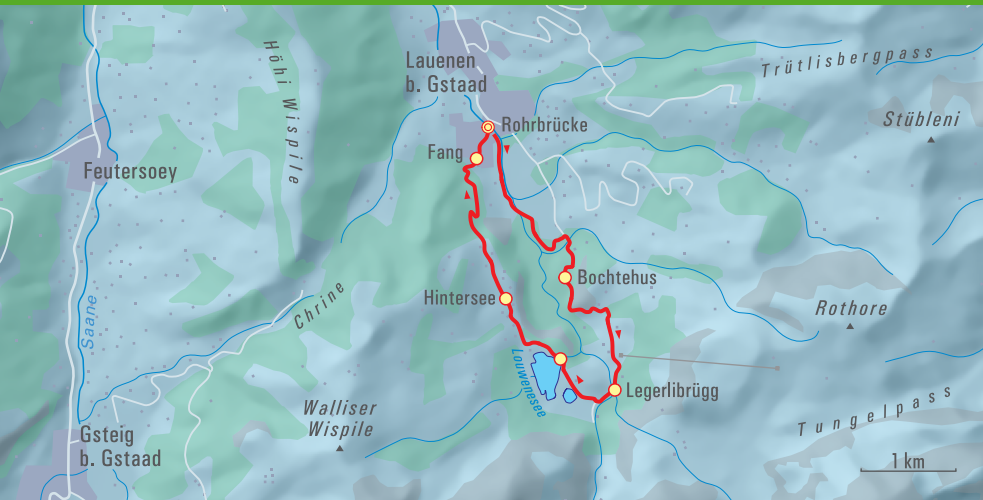 Lauenen
b. Gstaad
Höhi Wispile
Trütlisbergpass
Stübleni
Rohrbrücke
Fang
Feutersoey
Bochtehus
Hintersee
Saane
Chrine
Rothore
Louwenesee
Legerlibrügg
Walliser
Wispile
Tungelpass
Gsteig
b. Gstaad
1 km